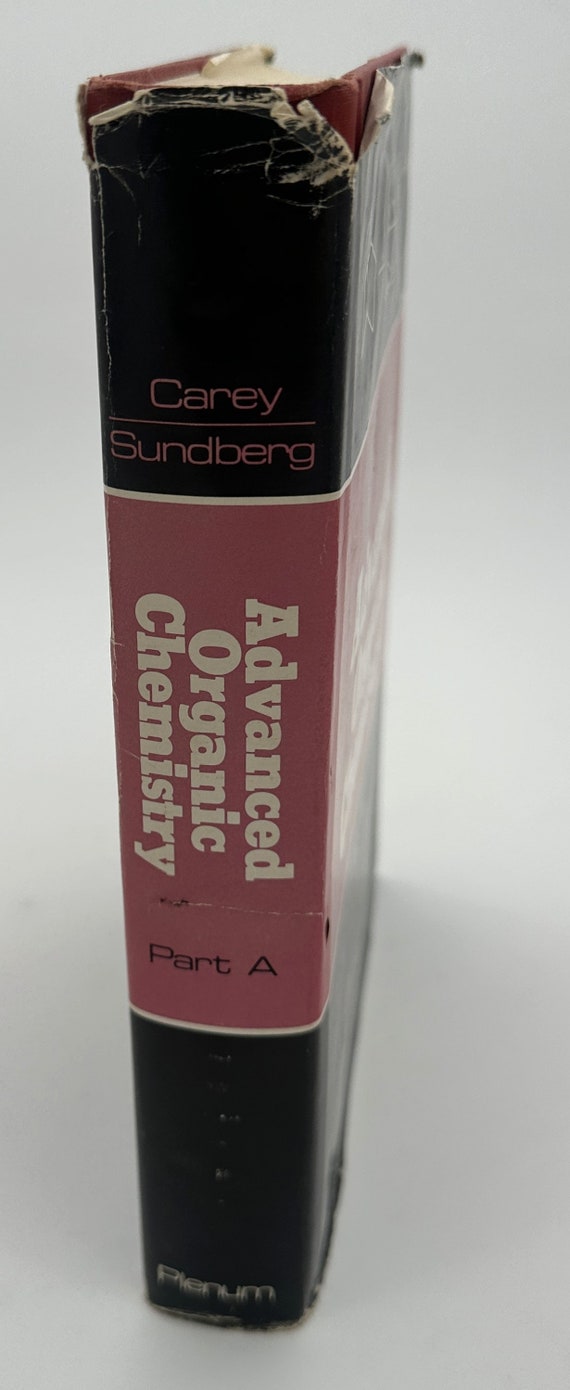 Carey
Sundberg
Advanced
Organic
Chemistry
Part A
Plenum